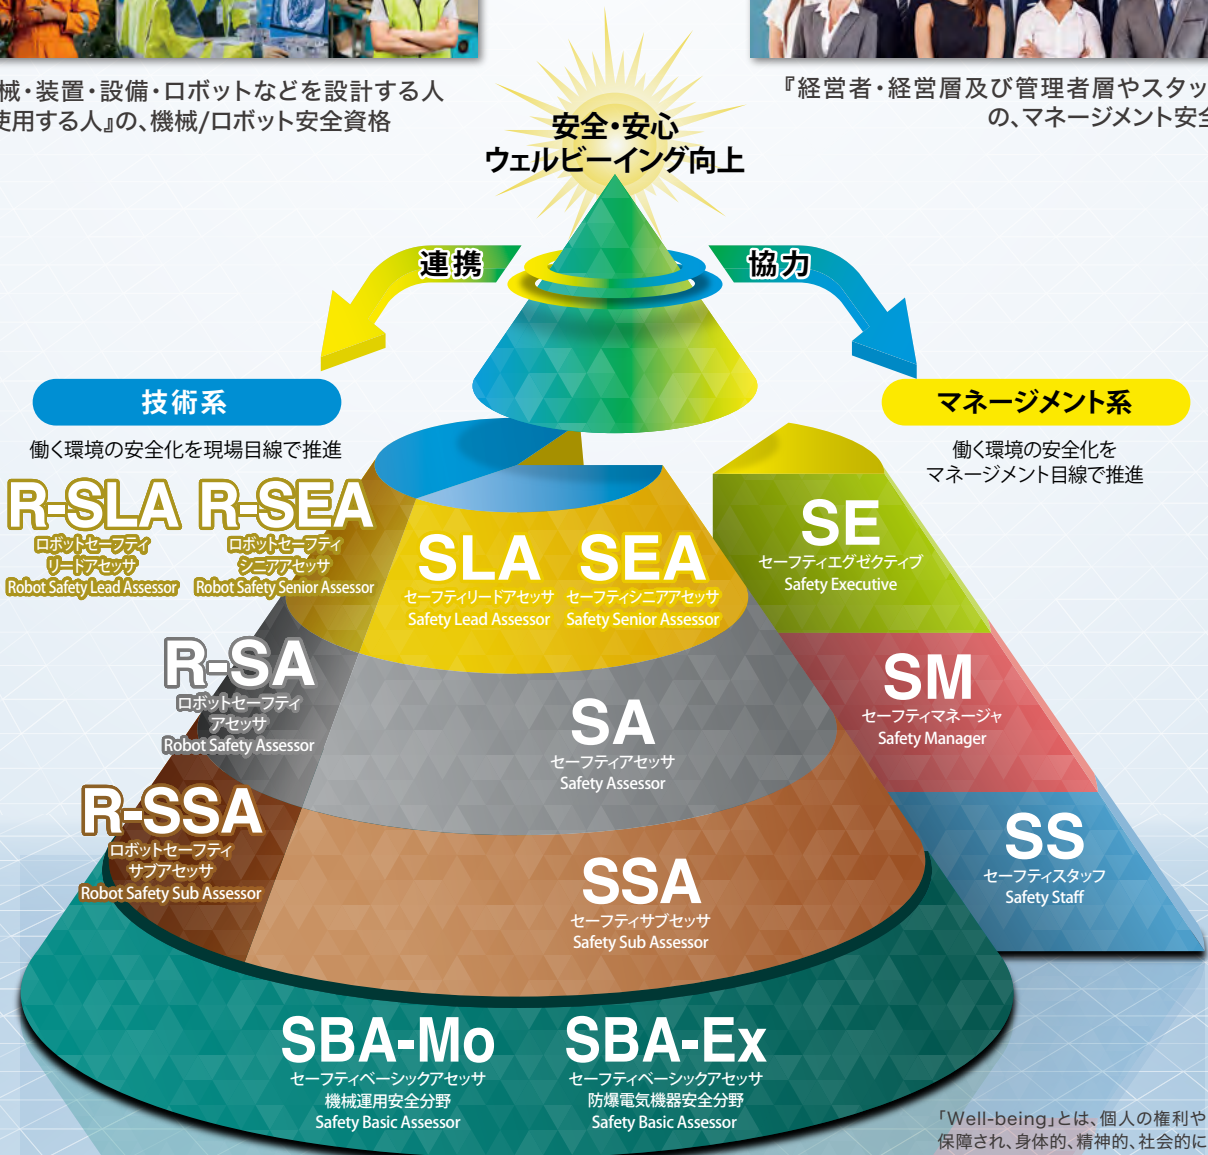 械・装置・設備・ロボットなどを設計する人
使用する人』の、機械/ロボット安全資格
『経営者・経営層及び管理者層やスタッ
の、マネージメント安全
安全・安心
ウェルビーイング向上
連携
協力
技術系
働く環境の安全化を現場目線で推進
マネージメント系
働く環境の安全化を
マネージメント目線で推進
R-SLA
ロボットセーフティ
リードアセッサ
Robot Safety Lead Assessor
R-SEA
ロボットセーフティ
シニアアセッサ
Robot Safety Senior Assessor
SLA
セーフティリードアセッサ
Safety Lead Assessor
SEA
セーフティシニアアセッサ
Safety Senior Assessor
SE
セーフティエグゼクティブ
Safety Executive
R-SA
ロボットセーフティ
アセッサ
Robot Safety Assessor
SA
セーフティアセッサ
Safety Assessor
SM
セーフティマネージャ
Safety Manager
R-SSA
ロボットセーフティ
サブアセッサ
Robot Safety Sub Assessor
SSA
セーフティサブセッサ
Safety Sub Assessor
SS
セーフティスタッフ
Safety Staff
SBA-Mo
セーフティベーシックアセッサ
機械運用安全分野
Safety Basic Assessor
SBA-Ex
セーフティベーシックアセッサ
防爆電気機器安全分野
Safety Basic Assessor
「Well-being」とは、個人の権利や
保障され、身体的、精神的、社会的に